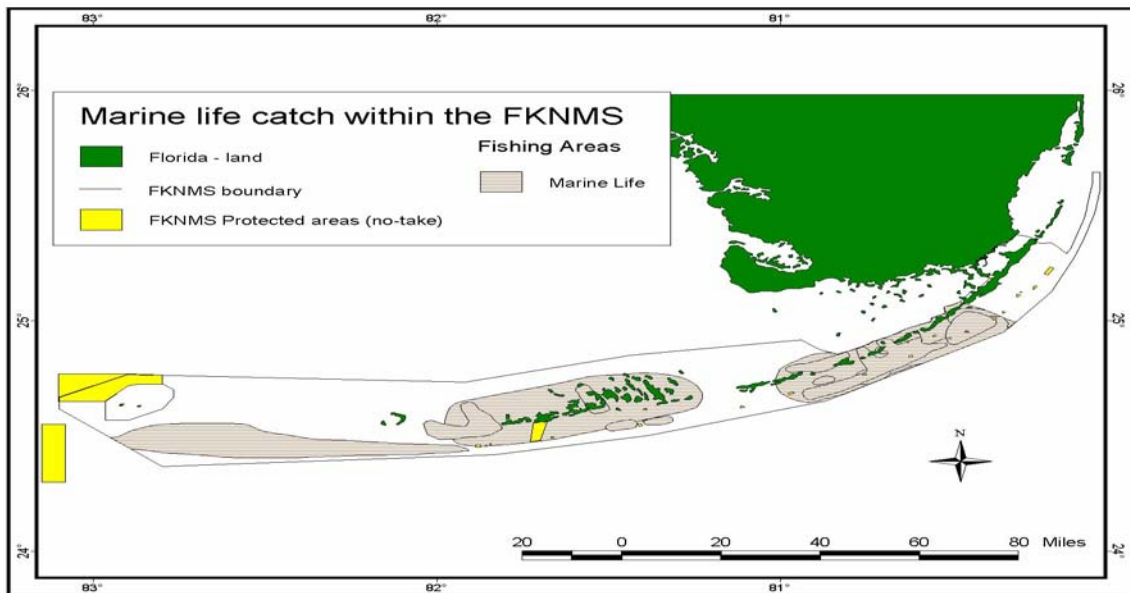 83° 82° 81°
26° 26°
Marine life catch within the FKNMS
Florida - land
FKNMS boundary
FKNMS Protected areas (no-take)
Fishing Areas
Marine Life
25° 25°
N
20 0 20 40 60 80 Miles
24° 24°
83° 82° 81°